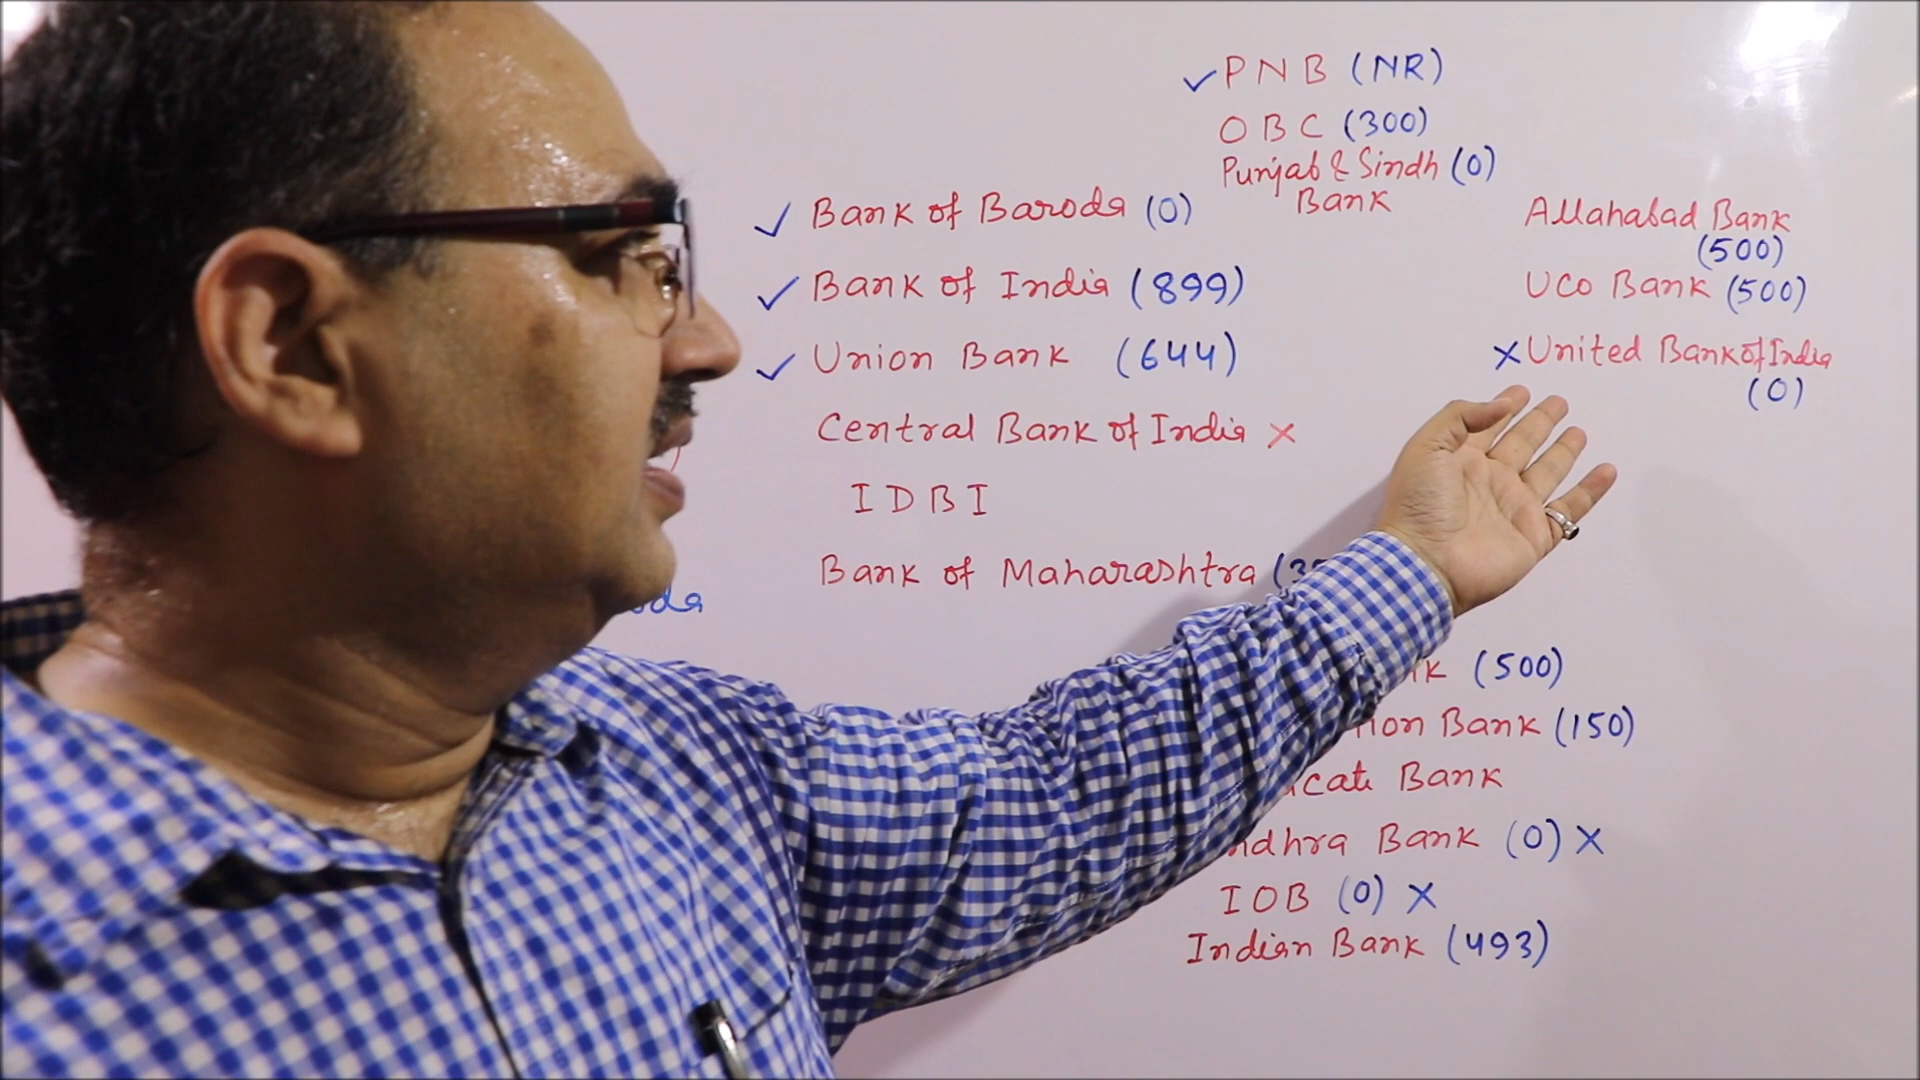 ✓ PNB (NR)
OBC (300)
Punjab & Sindh (0)
Bank
✓ Bank of Baroda (0)
✓ Bank of India (899)
✓ Union Bank (644)
Central Bank of India ×
IDBI
Bank of Maharashtra
Allahabad Bank
(500)
UCO Bank (500)
× United Bank of India
(0)
(500)
Bank (150)
Bank
Bank (0) ×
IOB (0) ×
Indian Bank (493)